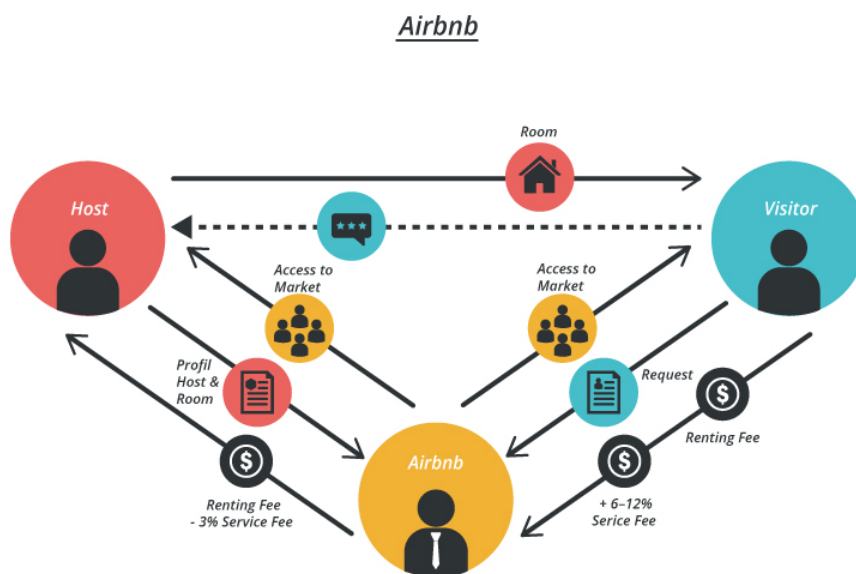 Airbnb
Room
Host
Visitor
Access to
Market
Access to
Market
Profil
Host &
Room
Request
$
Renting Fee
Airbnb
$
Renting Fee
- 3% Service Fee
$
+ 6–12%
Serice Fee